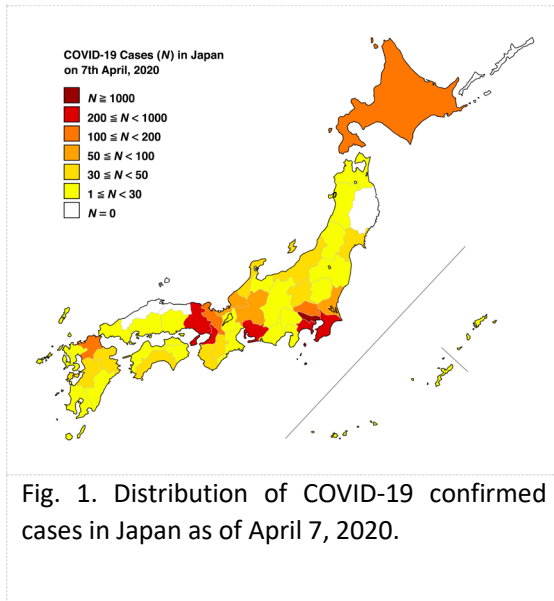 COVID-19 Cases (N) in Japan
on 7th April, 2020
N ≧ 1000
200 ≦ N < 1000
100 ≦ N < 200
50 ≦ N < 100
30 ≦ N < 50
1 ≦ N < 30
N = 0
Fig. 1. Distribution of COVID-19 confirmed
cases in Japan as of April 7, 2020.